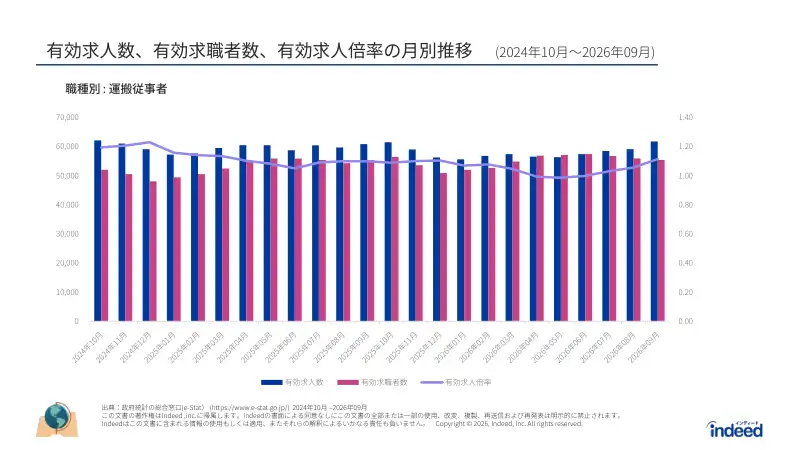 有効求人数、有効求職者数、有効求人倍率の月別推移 (2024年10月～2026年09月)
職種別 : 運搬従事者
70,000 1.40
60,000 1.20
50,000 1.00
40,000 0.80
30,000 0.60
20,000 0.40
10,000 0.20
0 0.00
2024年10月 2024年11月 2024年12月 2025年01月 2025年02月 2025年03月 2025年04月 2025年05月 2025年06月 2025年07月 2025年08月 2025年09月 2025年10月 2025年11月 2025年12月 2026年01月 2026年02月 2026年03月 2026年04月 2026年05月 2026年06月 2026年07月 2026年08月 2026年09月
有効求人数 有効求職者数 有効求人倍率
出典：政府統計の総合窓口(e-Stat) (https://www.e-stat.go.jp/) 2024年10月 –2026年09月
この文書の著作権はIndeed ,inc.に帰属します。Indeedの書面による同意なしにこの文書の全部または一部の使用、改変、複製、再送信および再発表は明示的に禁止されます。
Indeedはこの文書に含まれる情報の使用もしくは適用、またそれらの解釈によるいかなる責任も負いません。 Copyright © 2026, Indeed, Inc. All rights reserved.
インディード
indeed